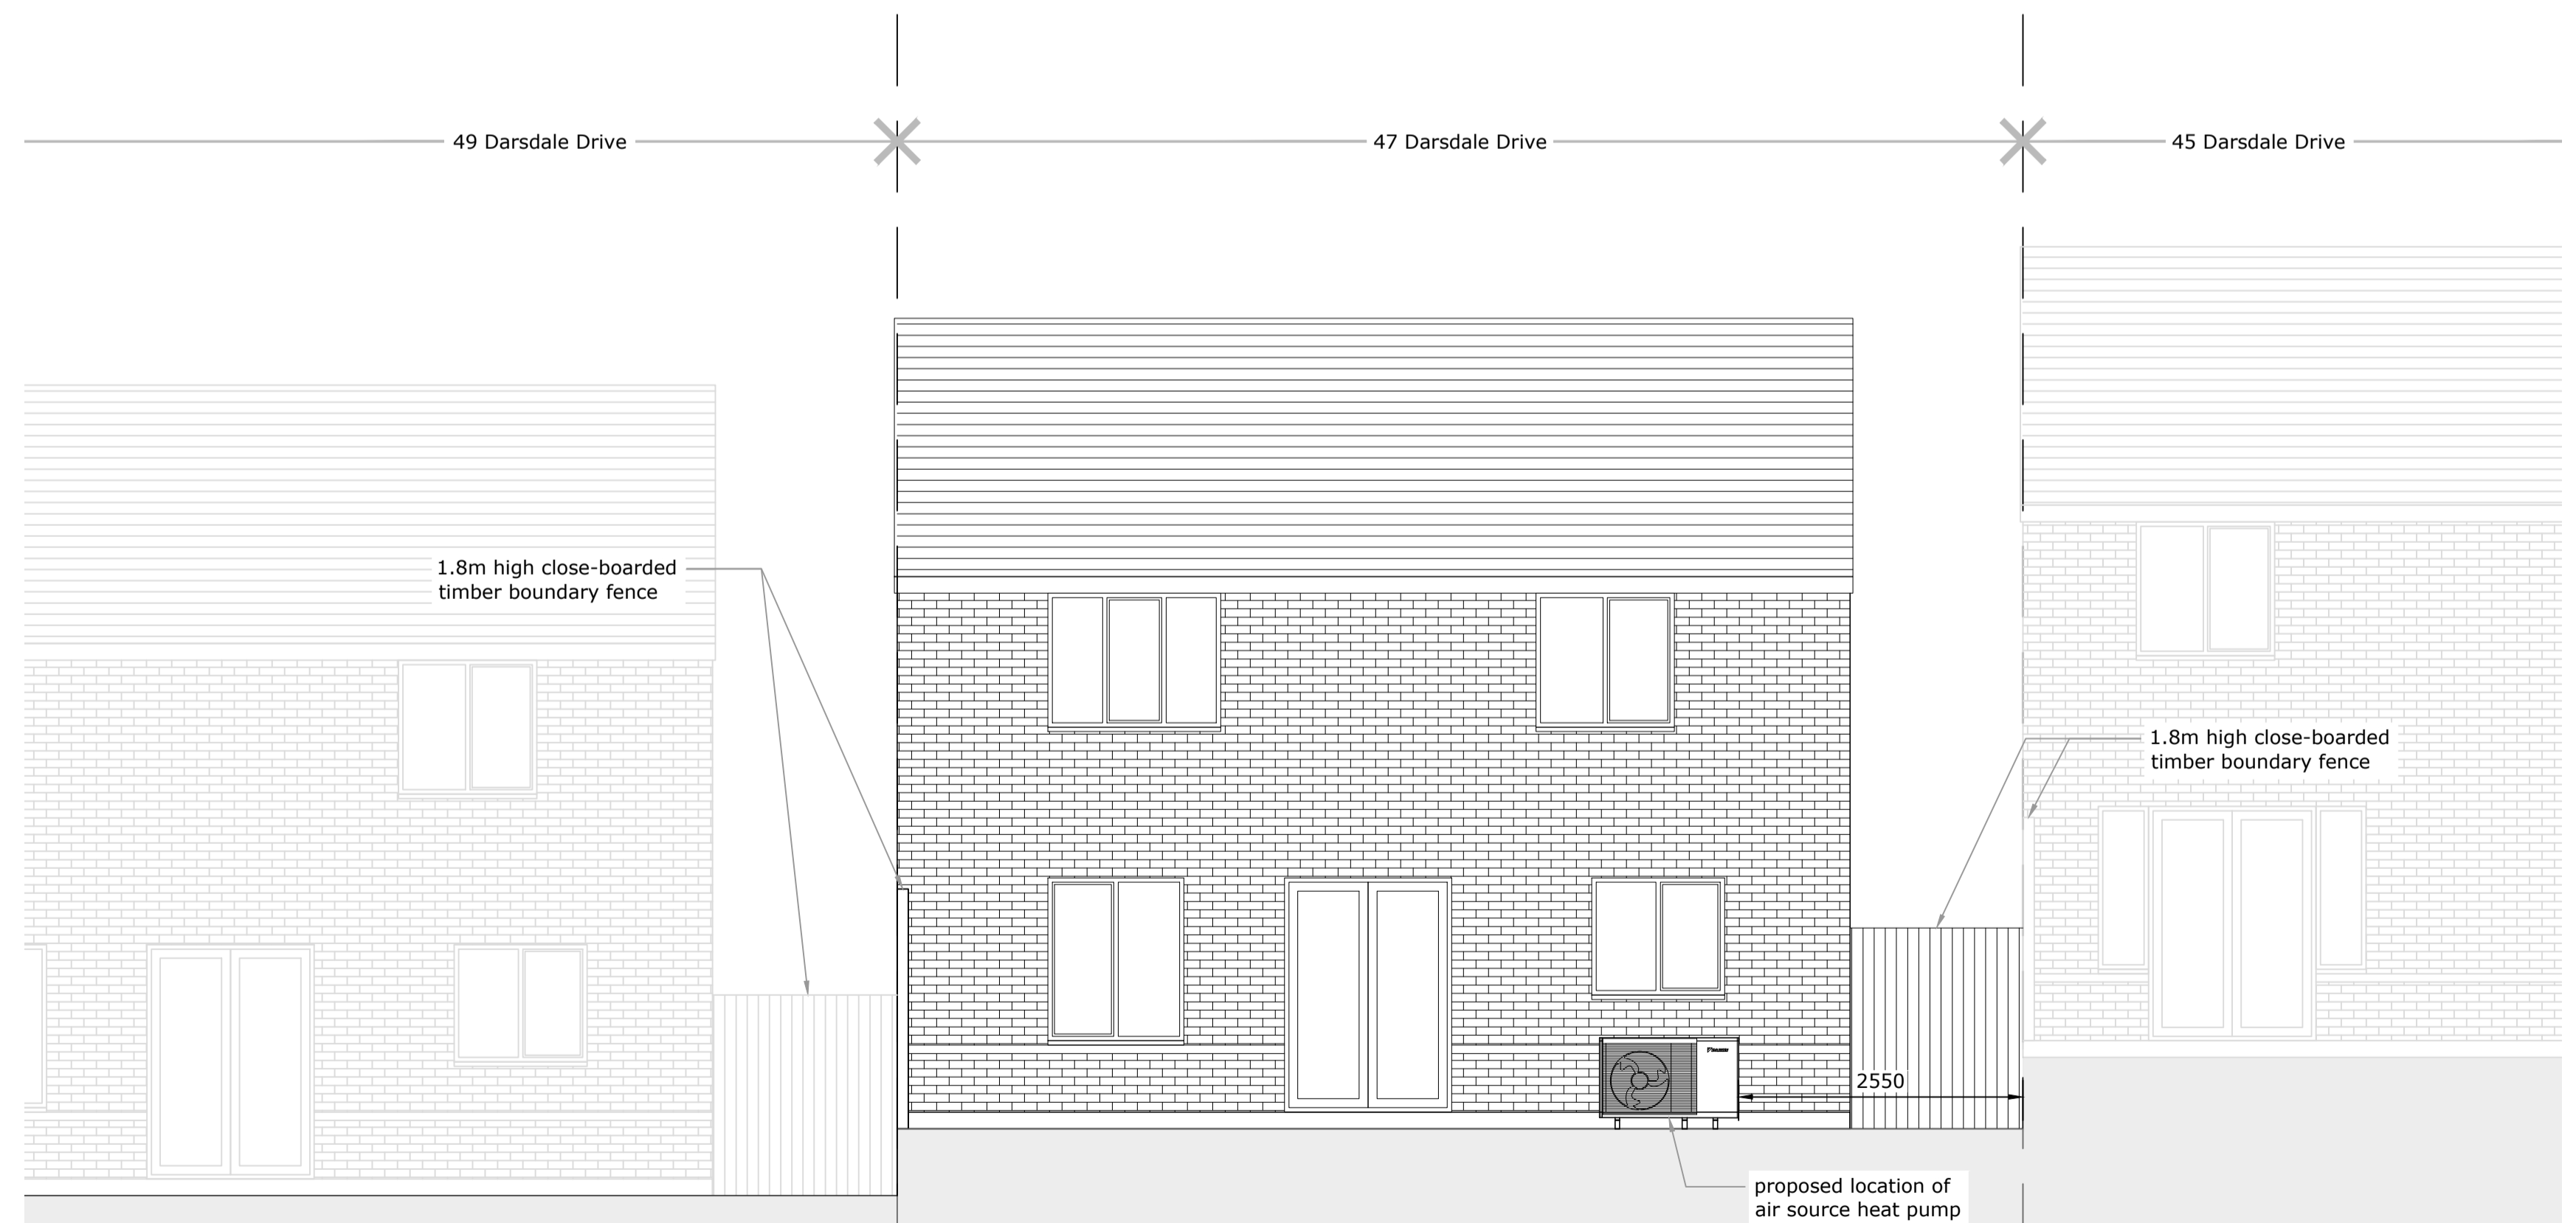 49 Darsdale Drive
47 Darsdale Drive
45 Darsdale Drive
1.8m high close-boarded
timber boundary fence
1.8m high close-boarded
timber boundary fence
DAIKIN
2550
proposed location of
air source heat pump